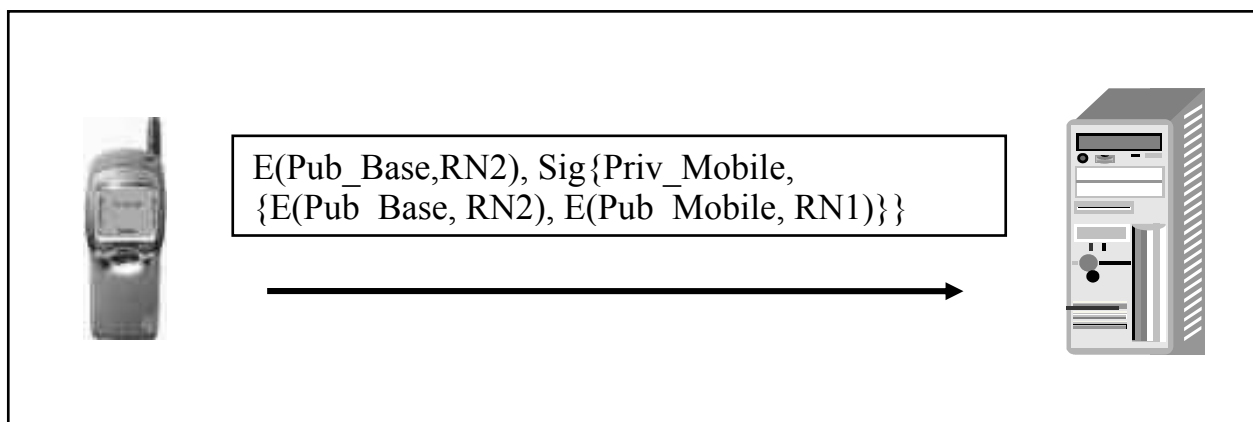 E(Pub_Base,RN2), Sig{Priv_Mobile,
{E(Pub_Base, RN2), E(Pub_Mobile, RN1)}}